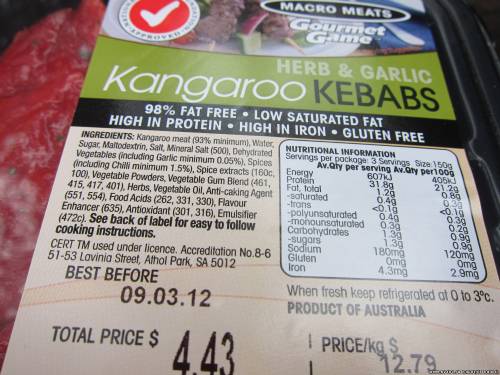 APPROVED
MACRO MEATS
Gourmet
Game
HERB & GARLIC
Kangaroo KEBABS
98% FAT FREE • LOW SATURATED FAT
HIGH IN PROTEIN • HIGH IN IRON • GLUTEN FREE
INGREDIENTS: Kangaroo meat (93% minimum), Water,
Sugar, Maltodextrin, Salt, Mineral Salt (500), Dehydrated
Vegetables (including Garlic minimum 0.05%), Spices
(including Chilli minimum 1.5%), Spice extracts (160c,
100), Vegetable Powders, Vegetable Gum Blend (461,
415, 417, 401), Herbs, Vegetable Oil, Anti-caking Agent
(551, 554), Food Acids (262, 331, 330), Flavour
Enhancer (635), Antioxidant (301, 316), Emulsifier
(472c). See back of label for easy to follow
cooking instructions.
CERT TM used under licence. Accreditation No.8-6
51-53 Lavinia Street, Athol Park, SA 5012
NUTRITIONAL INFORMATION
Servings per package: 3 Servings Size:150g
Av.Qty per serving Av.Qty per100g
Energy 607kJ 405kJ
Protein 31.8g 21.2g
Fat, total 1.2g 0.8g
-saturated 0.4g 0.3g
-trans <0.1g <0.1g
-polyunsaturated 0.4g 0.3g
-monounsaturated 0.3g 0.2g
Carbohydrates 1.3g 0.9g
-sugars 1.3g 0.9g
Sodium 180mg 120mg
Gluten 0mg 0mg
Iron 4.3mg 2.9mg
When fresh keep refrigerated at 0 to 3°c.
PRODUCT OF AUSTRALIA
BEST BEFORE
09.03.12
TOTAL PRICE $ 4.43
PRICE/kg $ 12.79